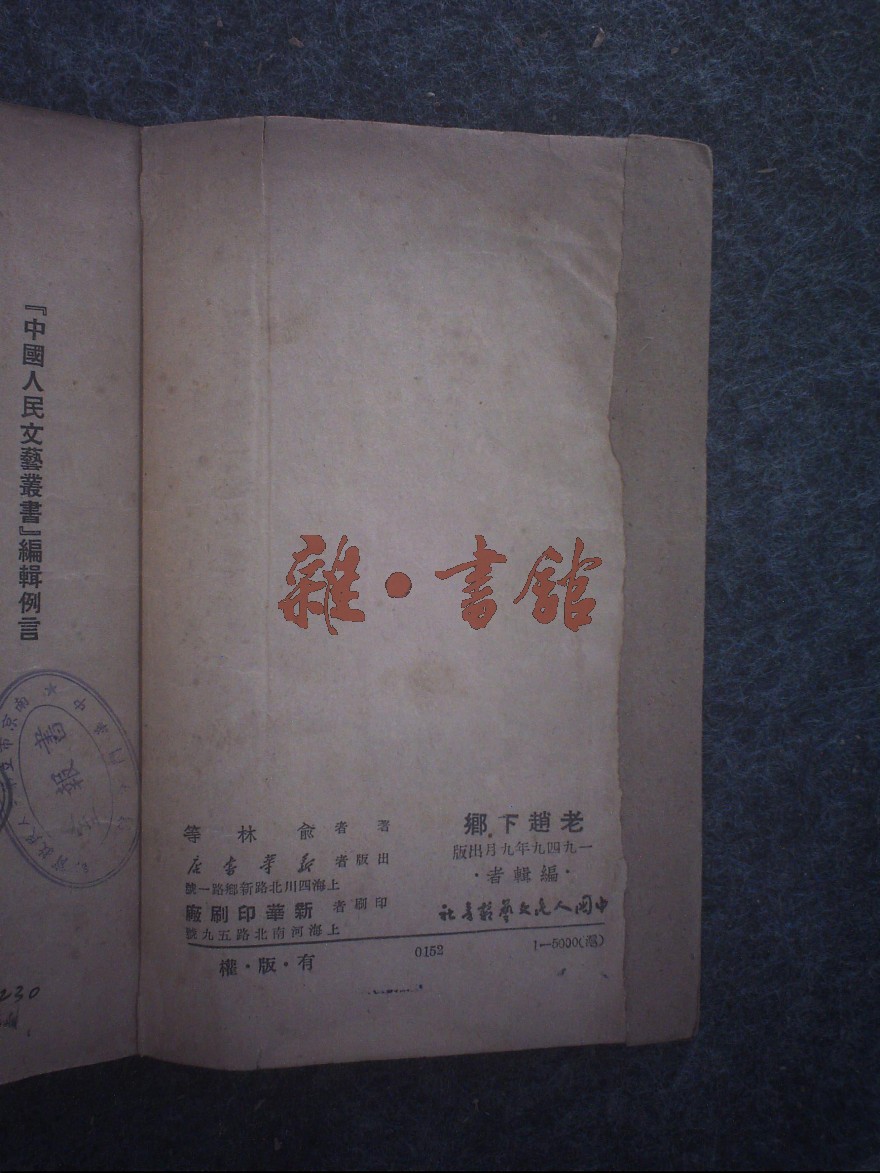 『中國人民文藝叢書』編輯例言
書報
230
雜·書館
老趙下鄉
一九四九年九月出版
·編輯者·
中國人民文藝叢書社
著者 俞林等
出版者 新華書店
上海四川北路新鄉路一號
印刷者 新華印刷廠
上海河南北路五九號
0152
1—5000(滬)
有·版·權